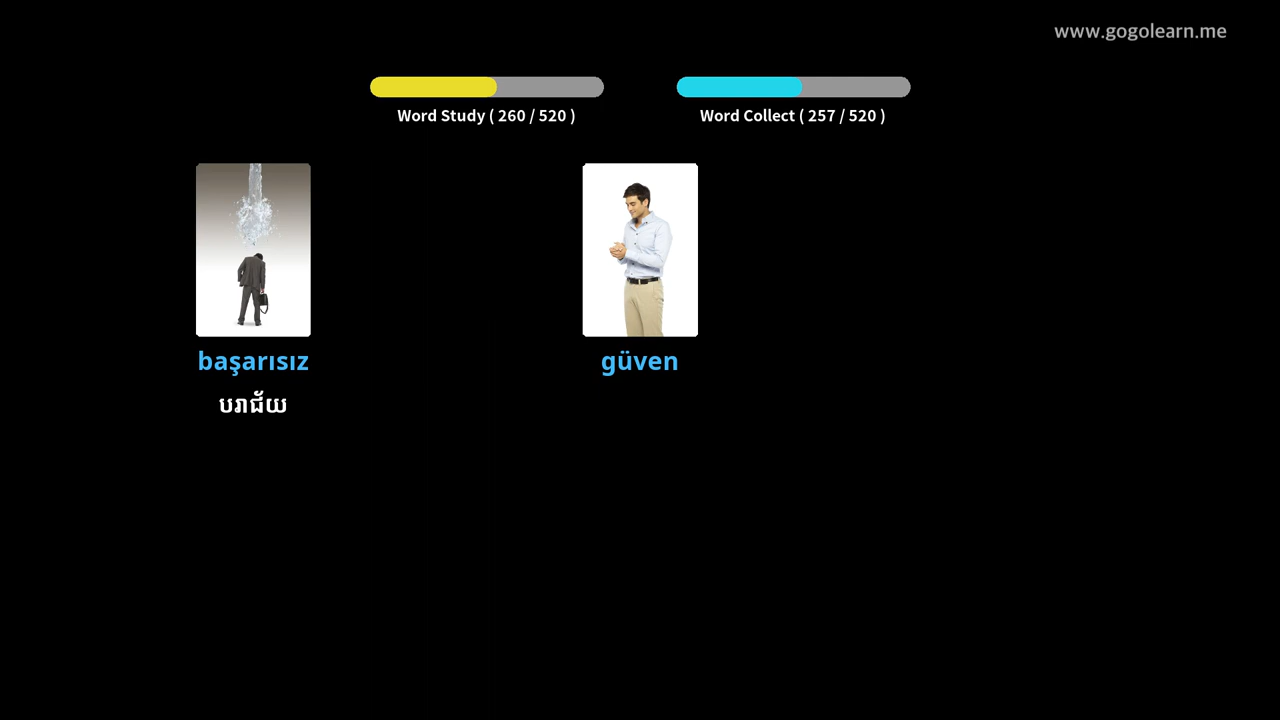 www.gogolearn.me
Word Study ( 260 / 520 )
Word Collect ( 257 / 520 )
başarısız
güven
បរាជ័យ